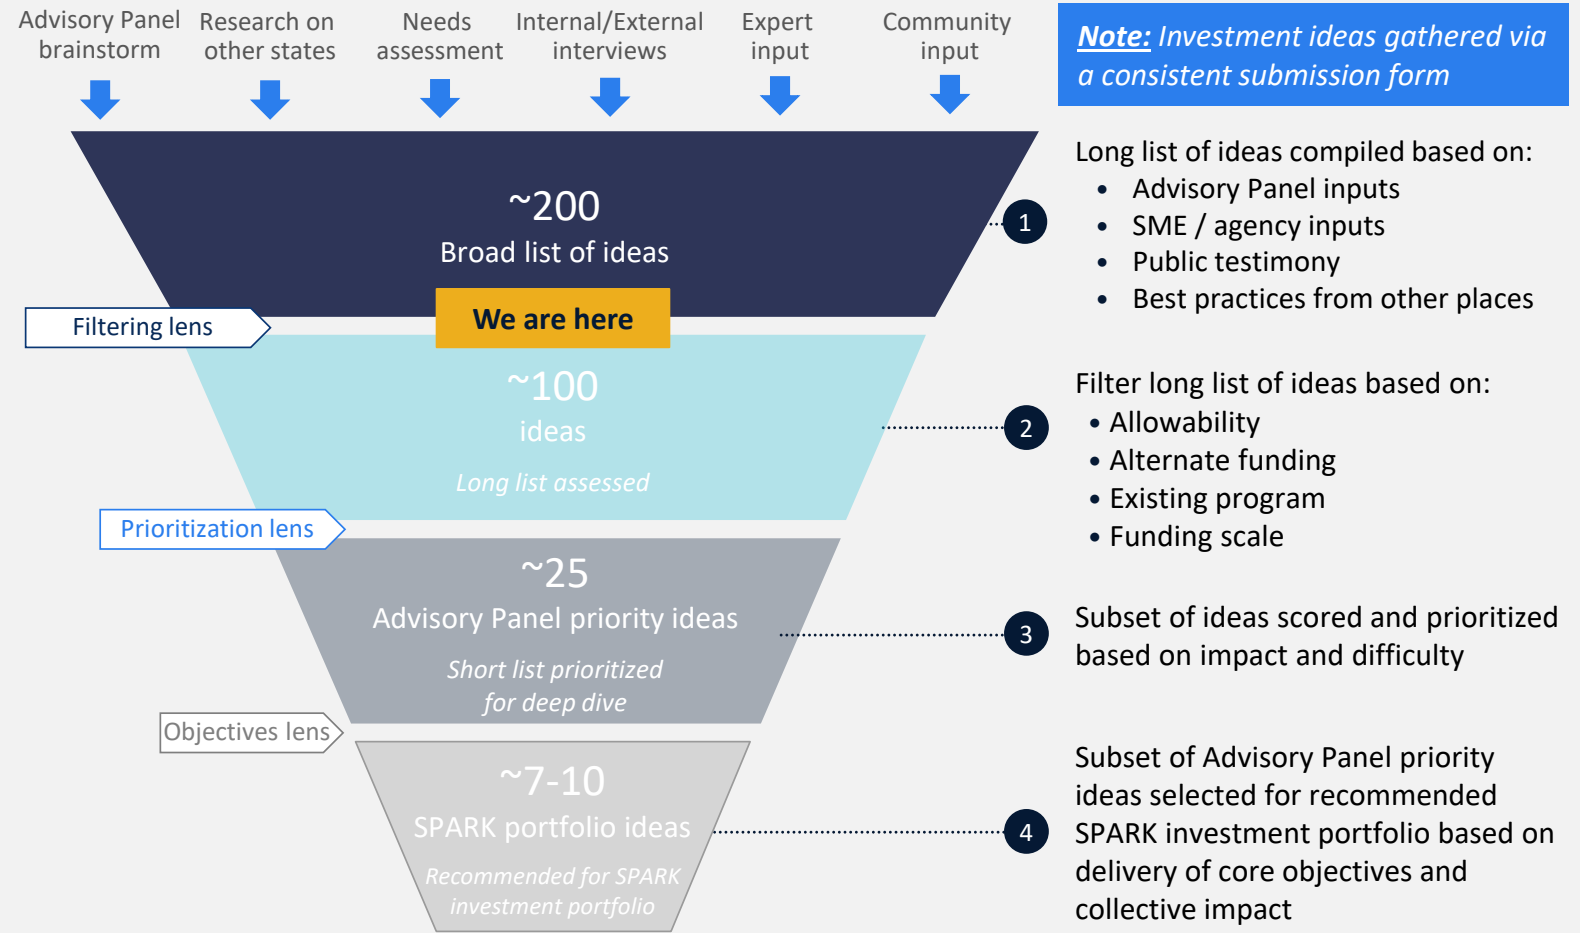 Advisory Panel
brainstorm
Research on
other states
Needs
assessment
Internal/External
interviews
Expert
input
Community
input
Note: Investment ideas gathered via
a consistent submission form
~200
Broad list of ideas
1
Long list of ideas compiled based on:
• Advisory Panel inputs
• SME / agency inputs
• Public testimony
• Best practices from other places
Filtering lens
We are here
~100
ideas
Long list assessed
2
Filter long list of ideas based on:
• Allowability
• Alternate funding
• Existing program
• Funding scale
Prioritization lens
~25
Advisory Panel priority ideas
Short list prioritized
for deep dive
3
Subset of ideas scored and prioritized
based on impact and difficulty
Objectives lens
~7-10
SPARK portfolio ideas
Recommended for SPARK
investment portfolio
4
Subset of Advisory Panel priority
ideas selected for recommended
SPARK investment portfolio based on
delivery of core objectives and
collective impact